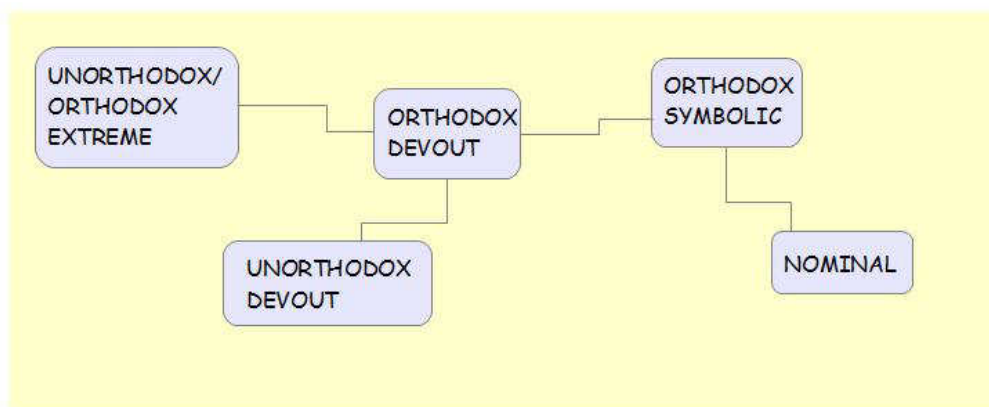 UNORTHODOX/
ORTHODOX
EXTREME
ORTHODOX
DEVOUT
ORTHODOX
SYMBOLIC
UNORTHODOX
DEVOUT
NOMINAL